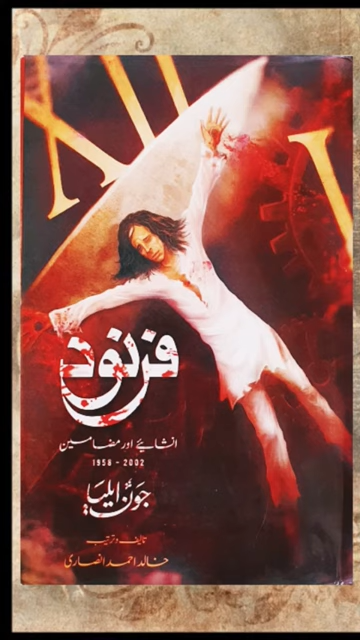 فرنود
انشائیے اور مضامین
1958 - 2002
جون ایلیا
تالیف و ترتیب
خالد احمد انصاری